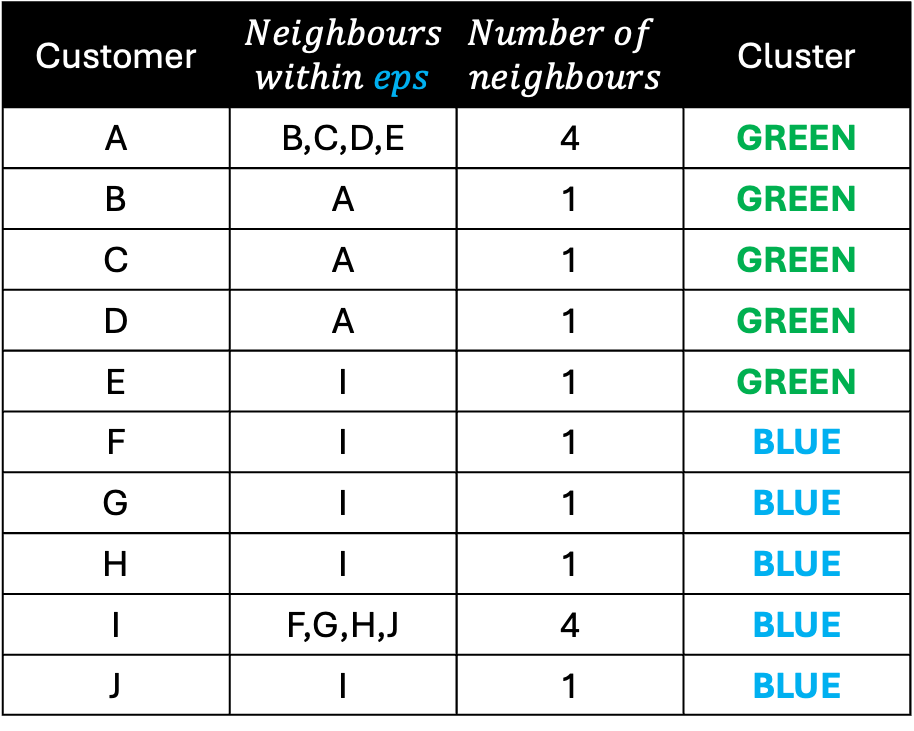 Customer Neighbours within eps Number of neighbours Cluster
A B,C,D,E 4 GREEN
B A 1 GREEN
C A 1 GREEN
D A 1 GREEN
E I 1 GREEN
F I 1 BLUE
G I 1 BLUE
H I 1 BLUE
I F,G,H,J 4 BLUE
J I 1 BLUE